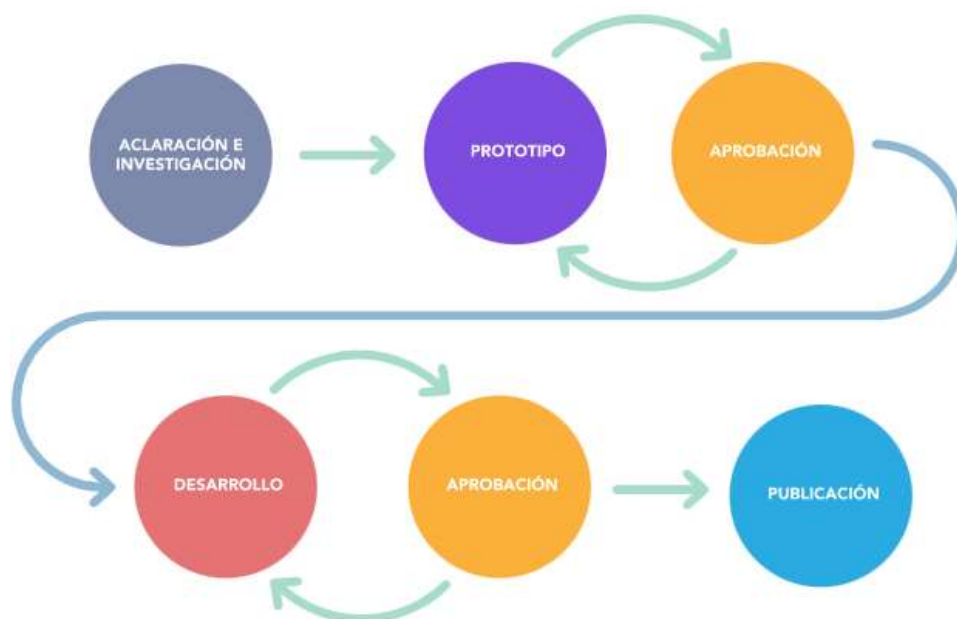 ACLARACIÓN E
INVESTIGACIÓN
PROTOTIPO
APROBACIÓN
DESARROLLO
APROBACIÓN
PUBLICACIÓN